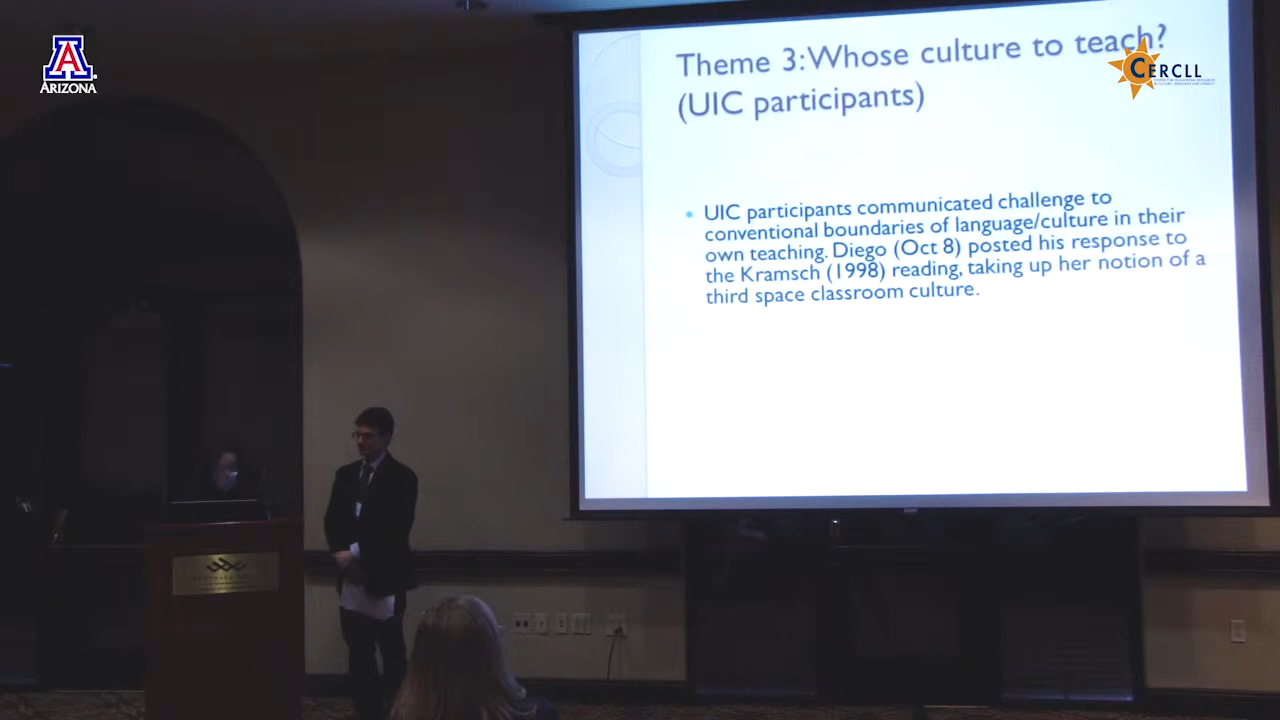 ARIZONA
Theme 3:Whose culture to teach?
(UIC participants)
CERCLL
• UIC participants communicated challenge to
conventional boundaries of language/culture in their
own teaching. Diego (Oct 8) posted his response to
the Kramsch (1998) reading, taking up her notion of a
third space classroom culture.